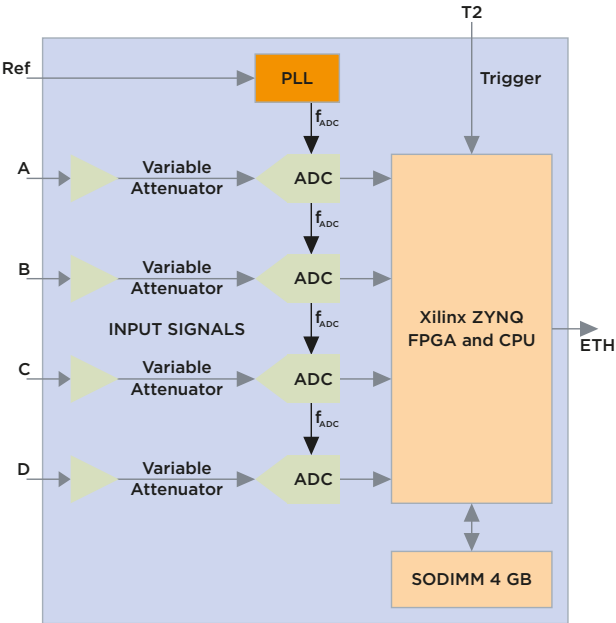 T2
Ref
PLL
Trigger
fADC
A
Variable
Attenuator
ADC
fADC
B
Variable
Attenuator
ADC
fADC
INPUT SIGNALS
Xilinx ZYNQ
FPGA and CPU
ETH
C
Variable
Attenuator
ADC
fADC
D
Variable
Attenuator
ADC
SODIMM 4 GB